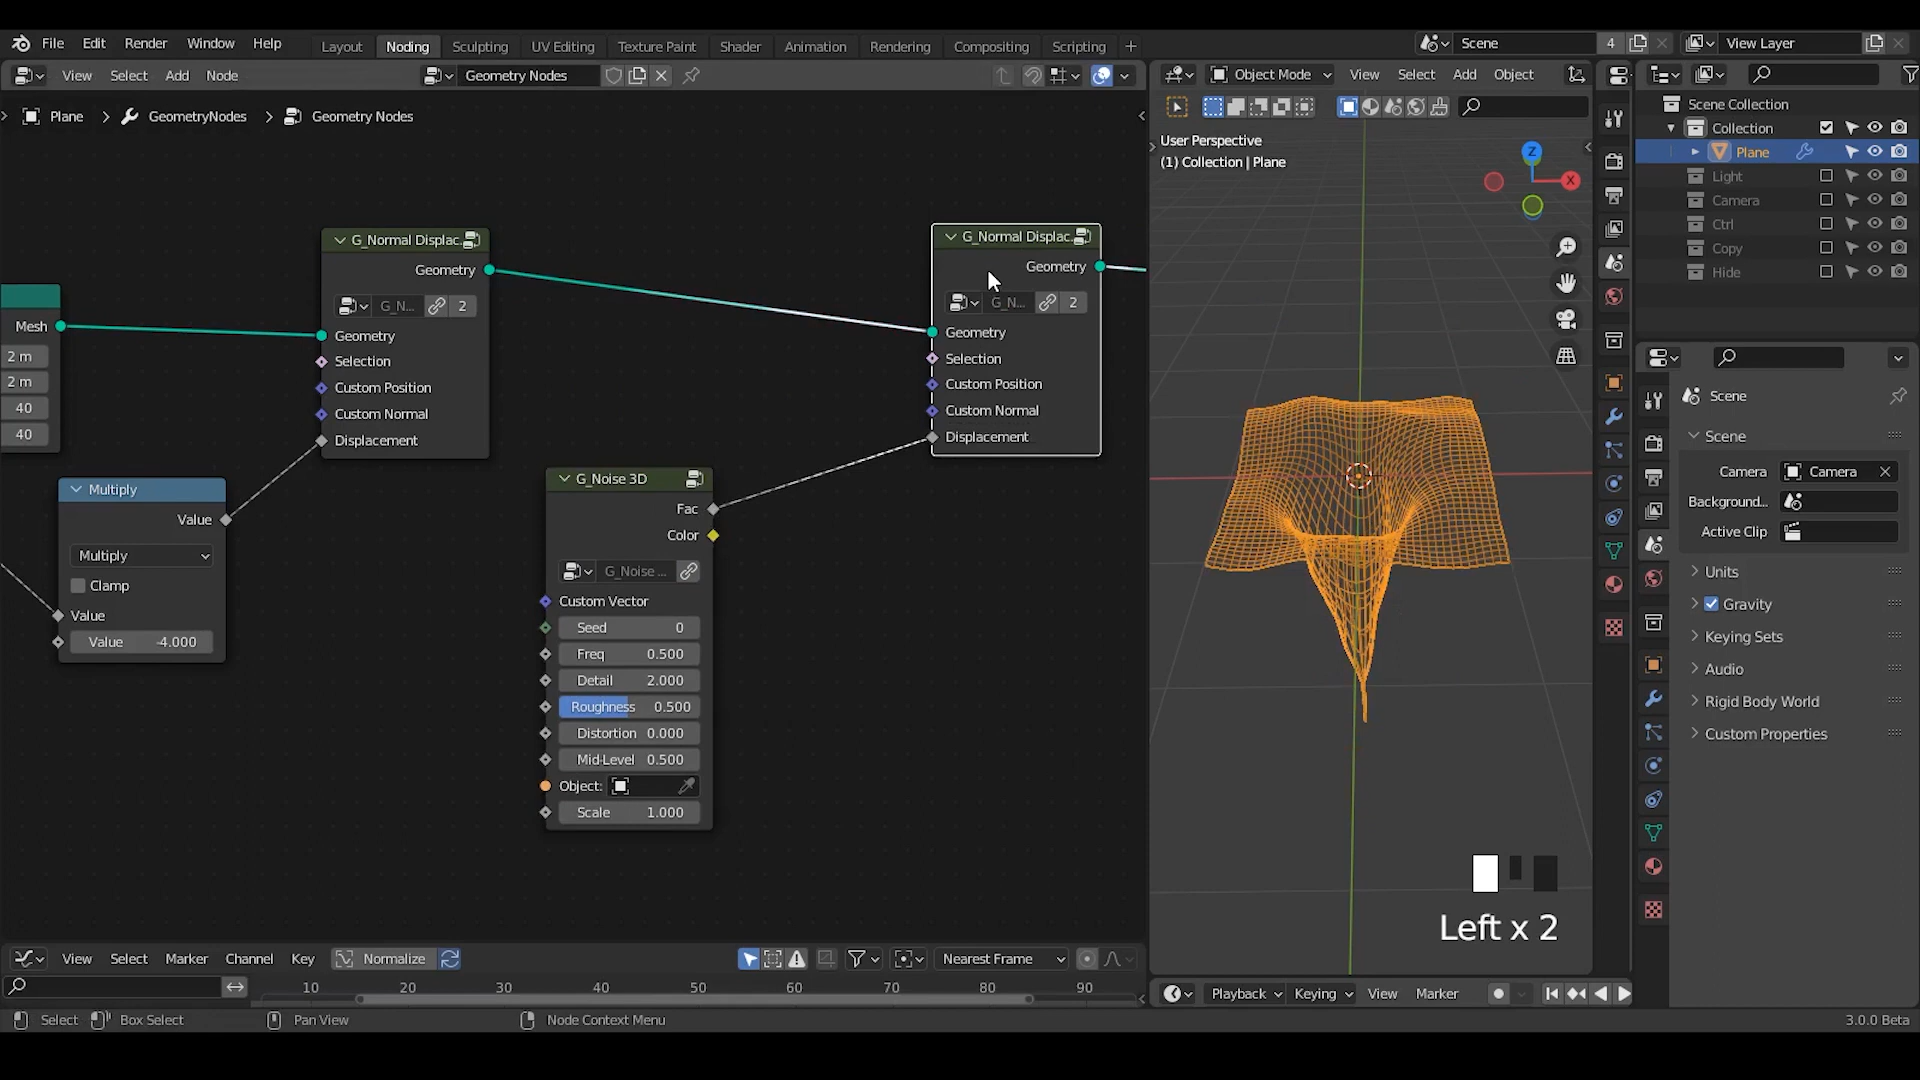 File Edit Render Window Help
Layout Noding Sculpting UV Editing Texture Paint Shader Animation Rendering Compositing Scripting +
Scene 4
View Layer
View Select Add Node
Geometry Nodes
Object Mode View Select Add Object
Plane > GeometryNodes > Geometry Nodes
Mesh
2 m
2 m
40
40
Multiply
Value
Multiply
Clamp
Value
Value -4.000
G_Normal Displac.
Geometry
G_N... 2
Geometry
Selection
Custom Position
Custom Normal
Displacement
G_Noise 3D
Fac
Color
G_Noise ...
Custom Vector
Seed 0
Freq 0.500
Detail 2.000
Roughness 0.500
Distortion 0.000
Mid-Level 0.500
Object:
Scale 1.000
G_Normal Displac.
Geometry
G_N... 2
Geometry
Selection
Custom Position
Custom Normal
Displacement
User Perspective
(1) Collection | Plane
Z
X
Left x 2
Scene Collection
Collection
Plane
Light
Camera
Ctrl
Copy
Hide
Scene
Scene
Camera Camera
Background...
Active Clip
Units
Gravity
Keying Sets
Audio
Rigid Body World
Custom Properties
View Select Marker Channel Key Normalize
Nearest Frame
10 20 30 40 50 60 70 80 90
Playback Keying View Marker
Select Box Select Pan View Node Context Menu
3.0.0 Beta